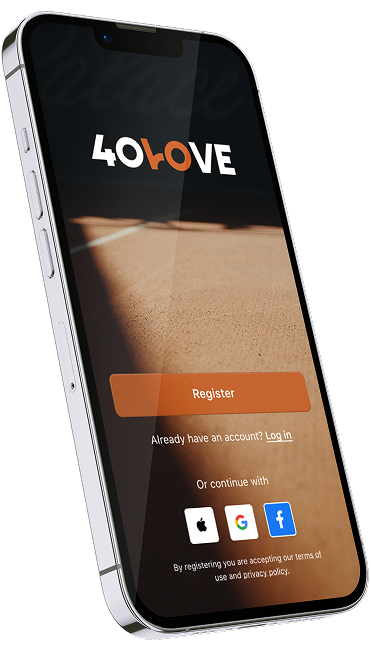 40LOVE
Register
Already have an account? Log in
Or continue with
By registering you are accepting our terms of
use and privacy policy.